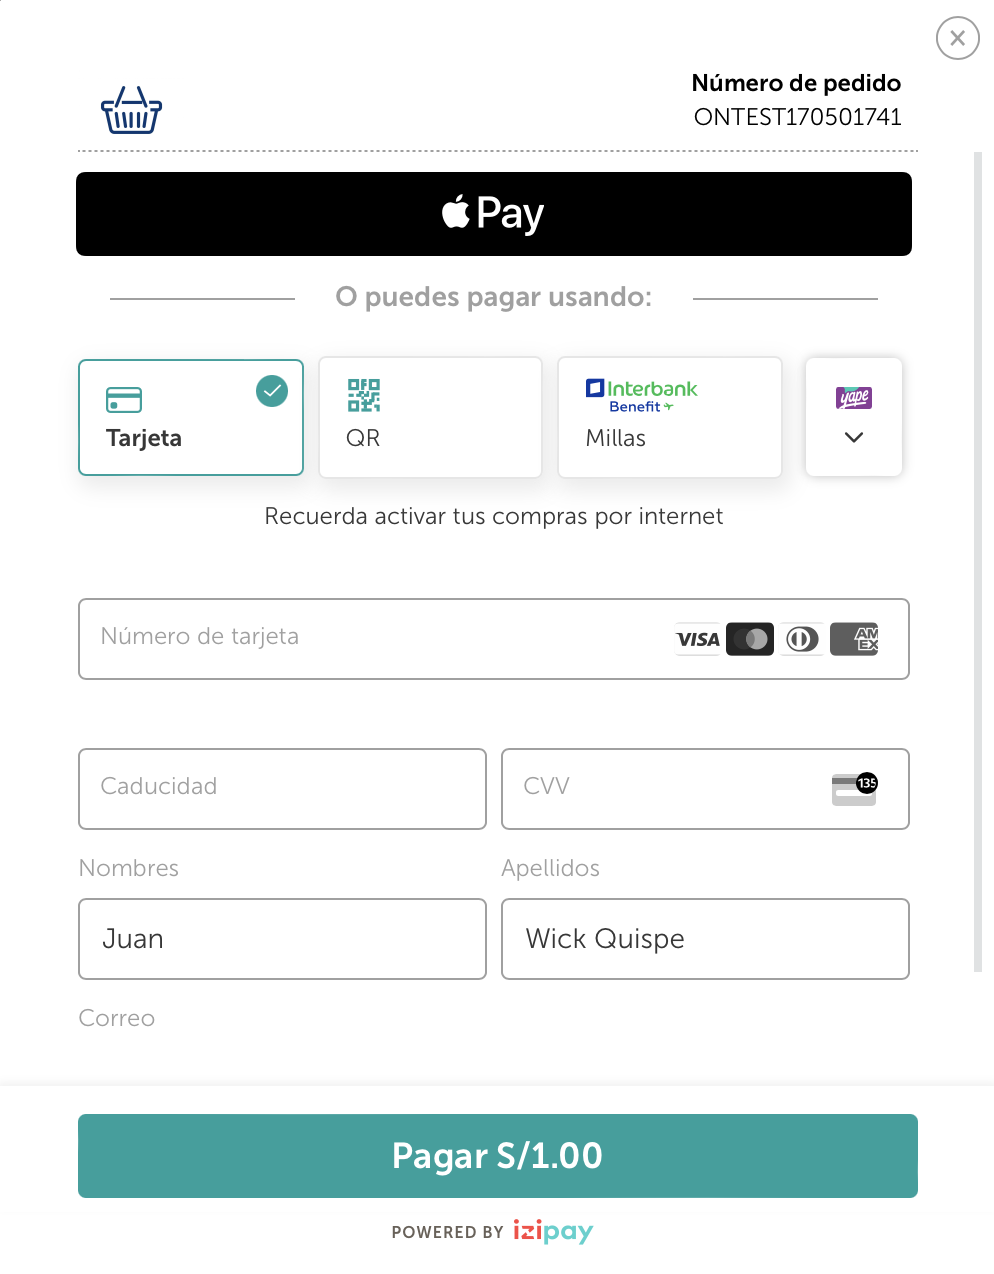 Número de pedido
ONTEST170501741
Pay
O puedes pagar usando:
Tarjeta
QR
Interbank
Benefit
Millas
yape
Recuerda activar tus compras por internet
Número de tarjeta
VISA
AM
EX
Caducidad
CVV
135
Nombres
Apellidos
Juan
Wick Quispe
Correo
Pagar S/1.00
POWERED BY izipay